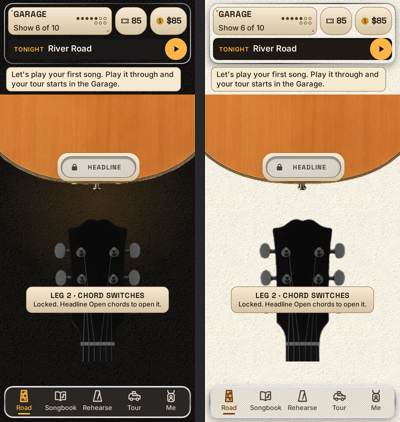 GARAGE
Show 6 of 10
85
$85
TONIGHT River Road
Let's play your first song. Play it through and
your tour starts in the Garage.
HEADLINE
LEG 2 · CHORD SWITCHES
Locked. Headline Open chords to open it.
Road Songbook Rehearse Tour Me
GARAGE
Show 6 of 10
85
$85
TONIGHT River Road
Let's play your first song. Play it through and
your tour starts in the Garage.
HEADLINE
LEG 2 · CHORD SWITCHES
Locked. Headline Open chords to open it.
Road Songbook Rehearse Tour Me